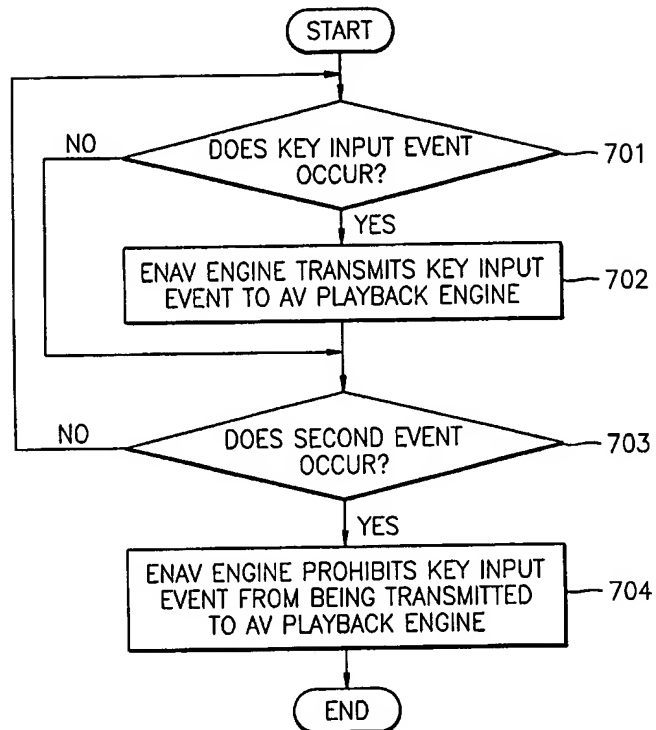 START
NO
DOES KEY INPUT EVENT
OCCUR?
701
YES
ENAV ENGINE TRANSMITS KEY INPUT
EVENT TO AV PLAYBACK ENGINE
702
NO
DOES SECOND EVENT
OCCUR?
703
YES
ENAV ENGINE PROHIBITS KEY INPUT
EVENT FROM BEING TRANSMITTED
TO AV PLAYBACK ENGINE
704
END